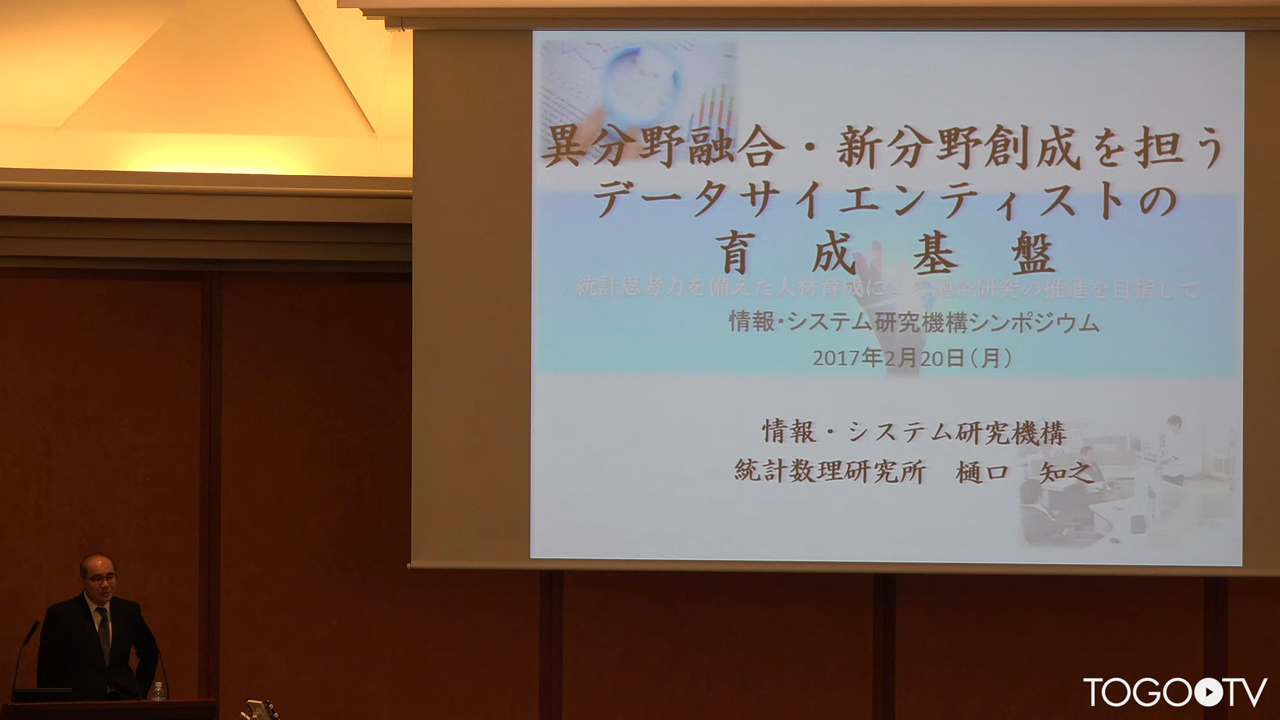 異分野融合・新分野創成を担う
データサイエンティストの
育成基盤
統計思考力を備えた人材育成に 融合研究の推進を目指して
情報・システム研究機構シンポジウム
2017年2月20日(月)
情報・システム研究機構
統計数理研究所 樋口 知之
TOGO TV